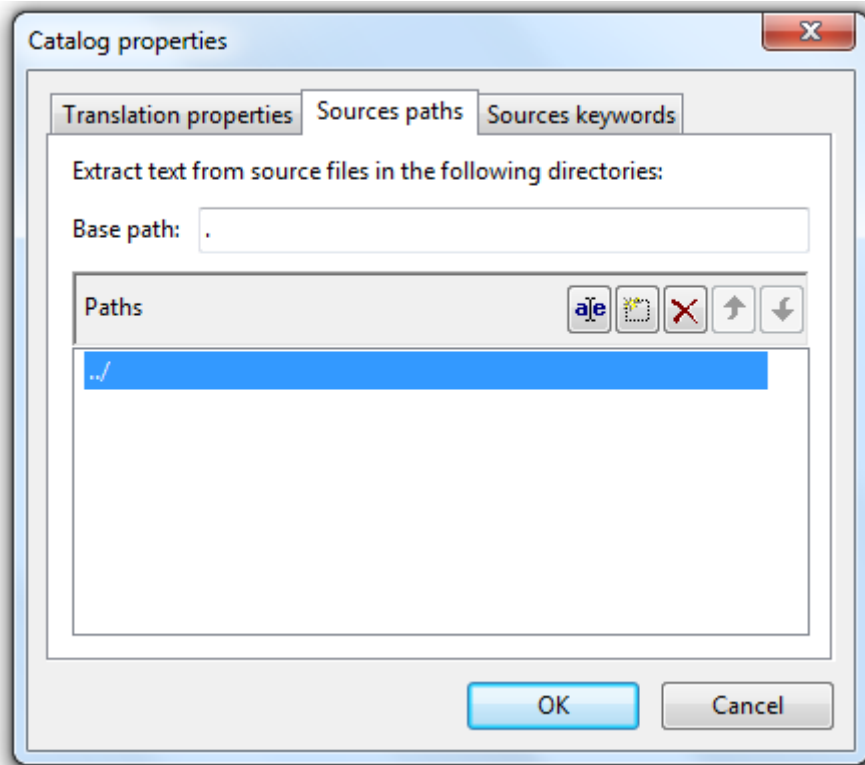 Catalog properties
Translation properties Sources paths Sources keywords
Extract text from source files in the following directories:
Base path: .
Paths
../
OK Cancel